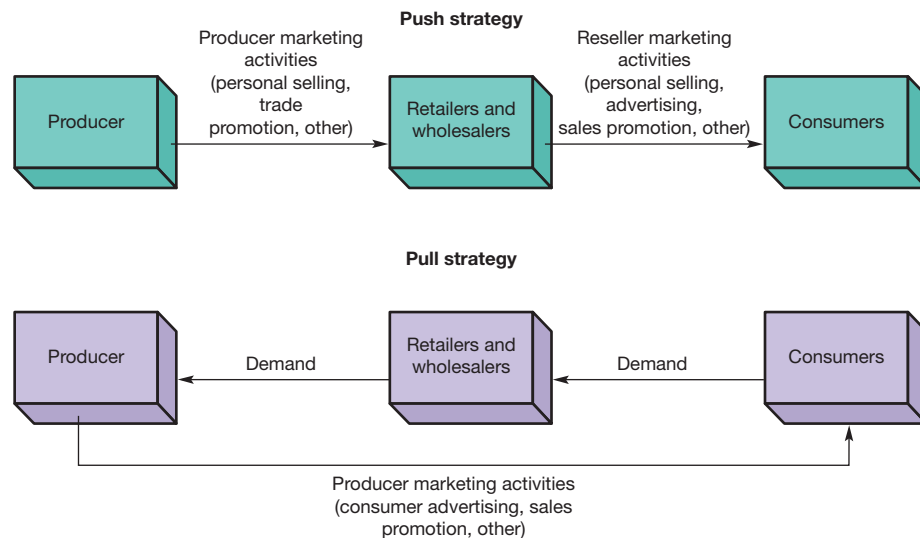 Push strategy
Producer marketing
activities
(personal selling,
trade
promotion, other)
Reseller marketing
activities
(personal selling,
advertising,
sales promotion, other)
Producer
Retailers and
wholesalers
Consumers
Pull strategy
Producer
Demand
Retailers and
wholesalers
Demand
Consumers
Producer marketing activities
(consumer advertising, sales
promotion, other)